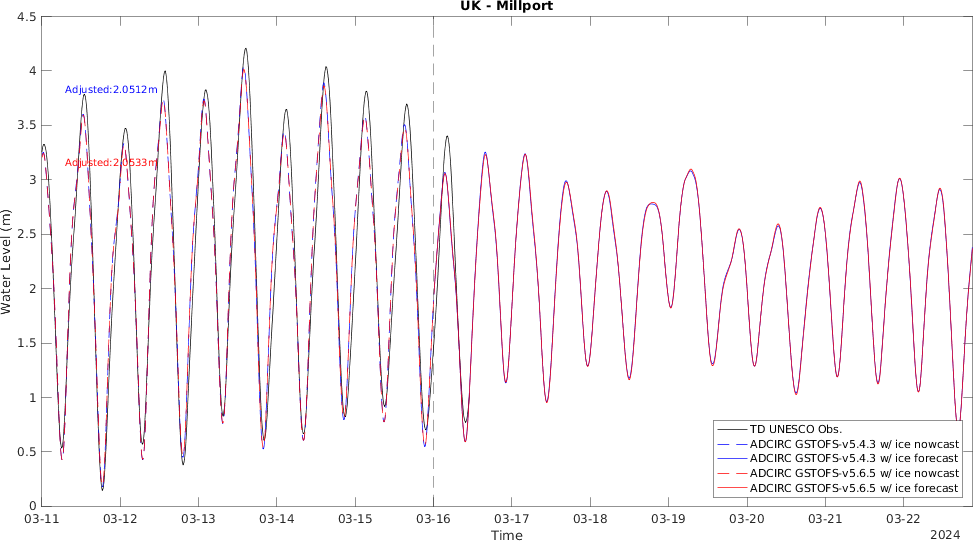 UK - Millport
4.5
4
3.5
3
2.5
2
1.5
1
0.5
0
Water Level (m)
Adjusted:2.0512m
Adjusted:2.0533m
TD UNESCO Obs.
ADCIRC GSTOFS-v5.4.3 w/ ice nowcast
ADCIRC GSTOFS-v5.4.3 w/ ice forecast
ADCIRC GSTOFS-v5.6.5 w/ ice nowcast
ADCIRC GSTOFS-v5.6.5 w/ ice forecast
03-11 03-12 03-13 03-14 03-15 03-16 03-17 03-18 03-19 03-20 03-21 03-22
Time
2024